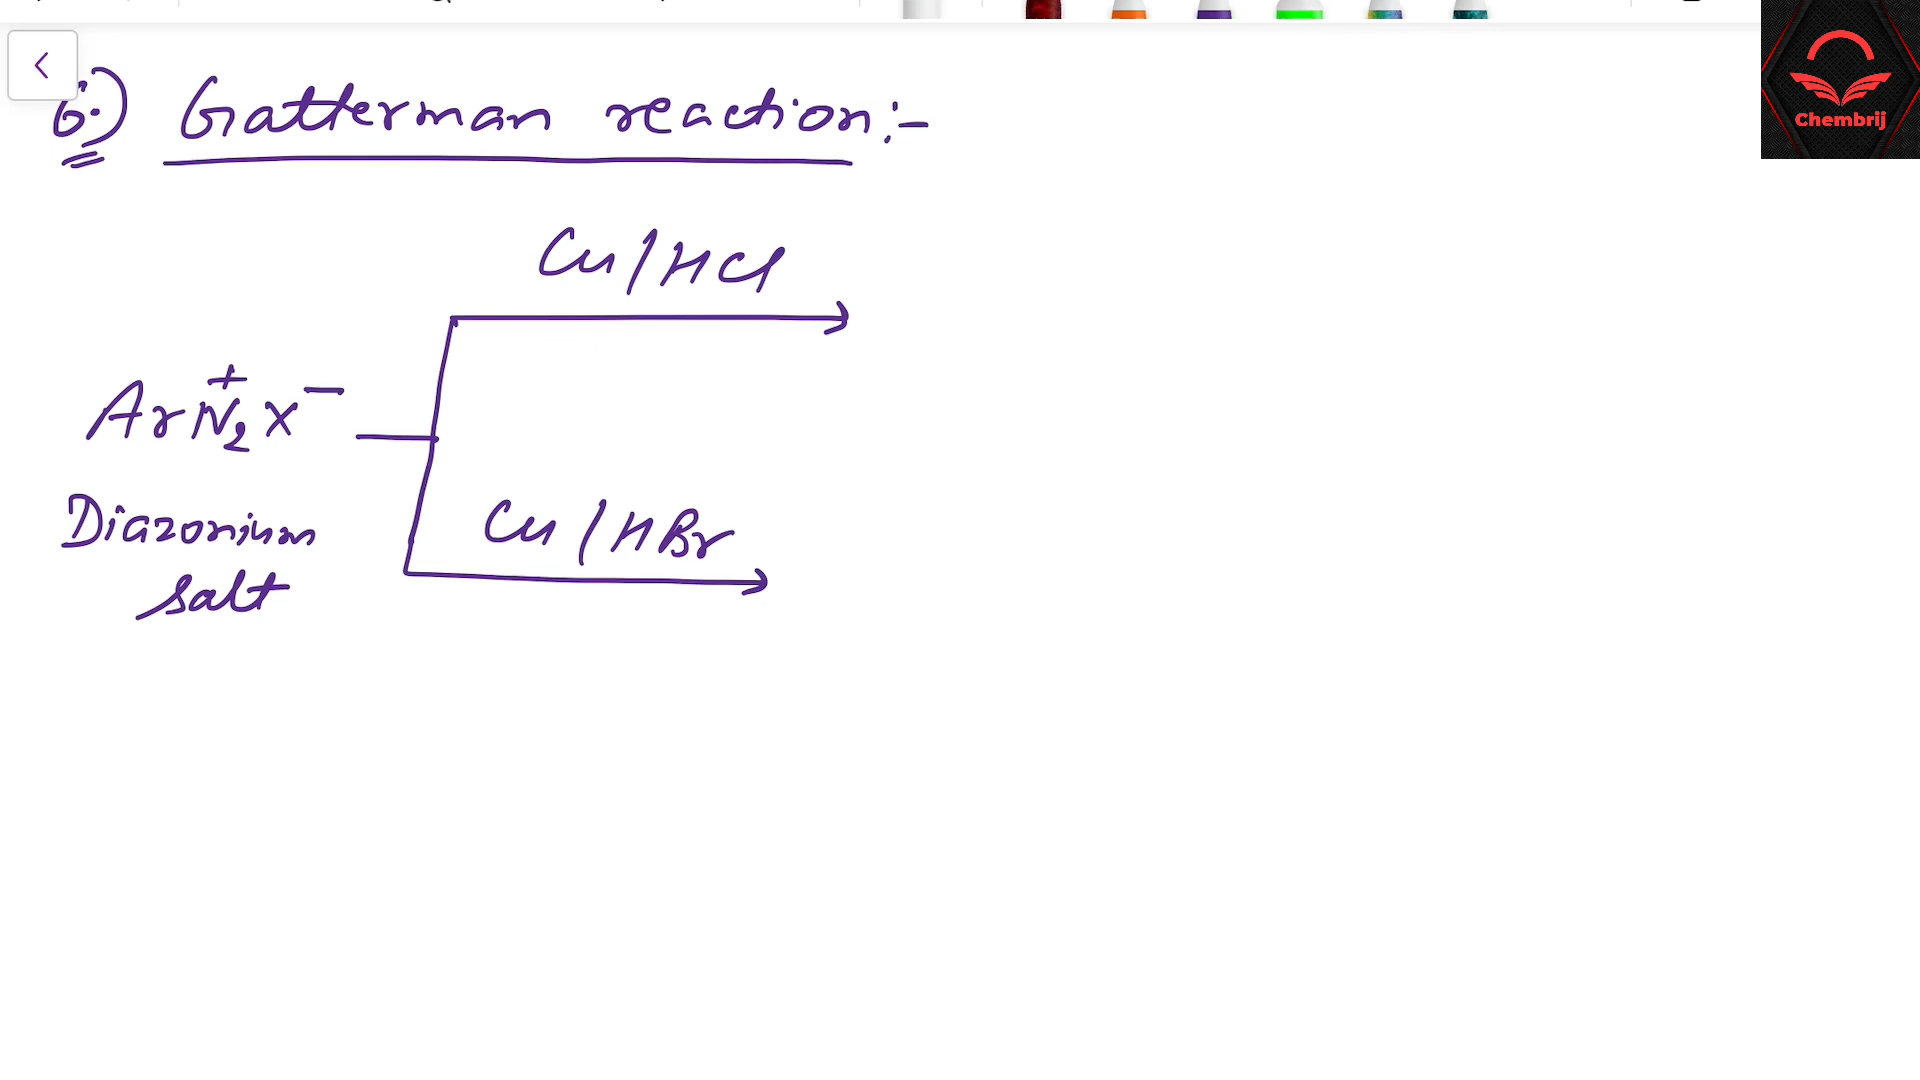 6.) Gatterman reaction:-
Cu/HCl
ArN₂⁺X⁻
Diazonium
salt
Cu/HBr
Chembrij